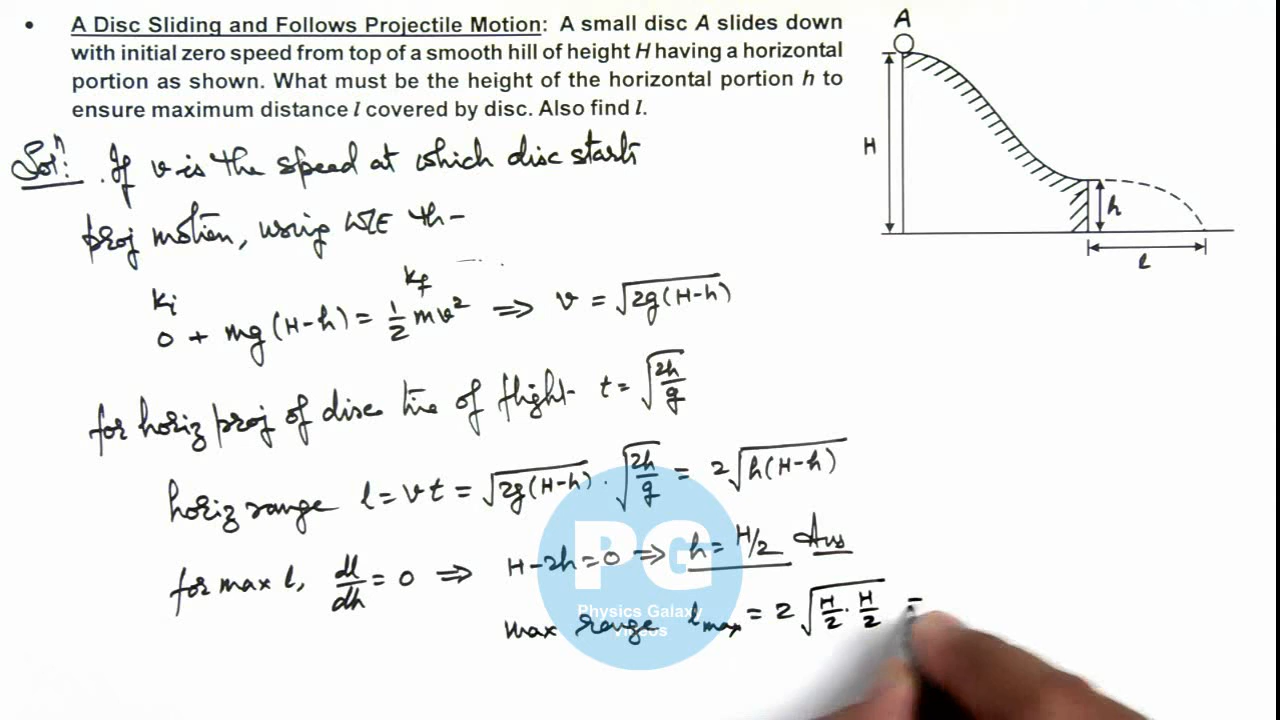 • A Disc Sliding and Follows Projectile Motion: A small disc A slides down
with initial zero speed from top of a smooth hill of height H having a horizontal
portion as shown. What must be the height of the horizontal portion h to
ensure maximum distance l covered by disc. Also find l.
A
H
h
l
Solⁿ: . If v is the speed at which disc starts
proj motion, using WE th-
Ki Kf
0 + mg(H-h) = 1/2 mv² ⇒ v = √2g(H-h)
for horiz proj of disc time of flight- t = √2h/g
horiz range l = vt = √2g(H-h) · √2h/g = 2√h(H-h)
for max l, dl/dh = 0 ⇒ H-2h=0 ⇒ h = H/2 Ans
max range lmax = 2√H/2 · H/2 =
PG
Physics Galaxy
Videos